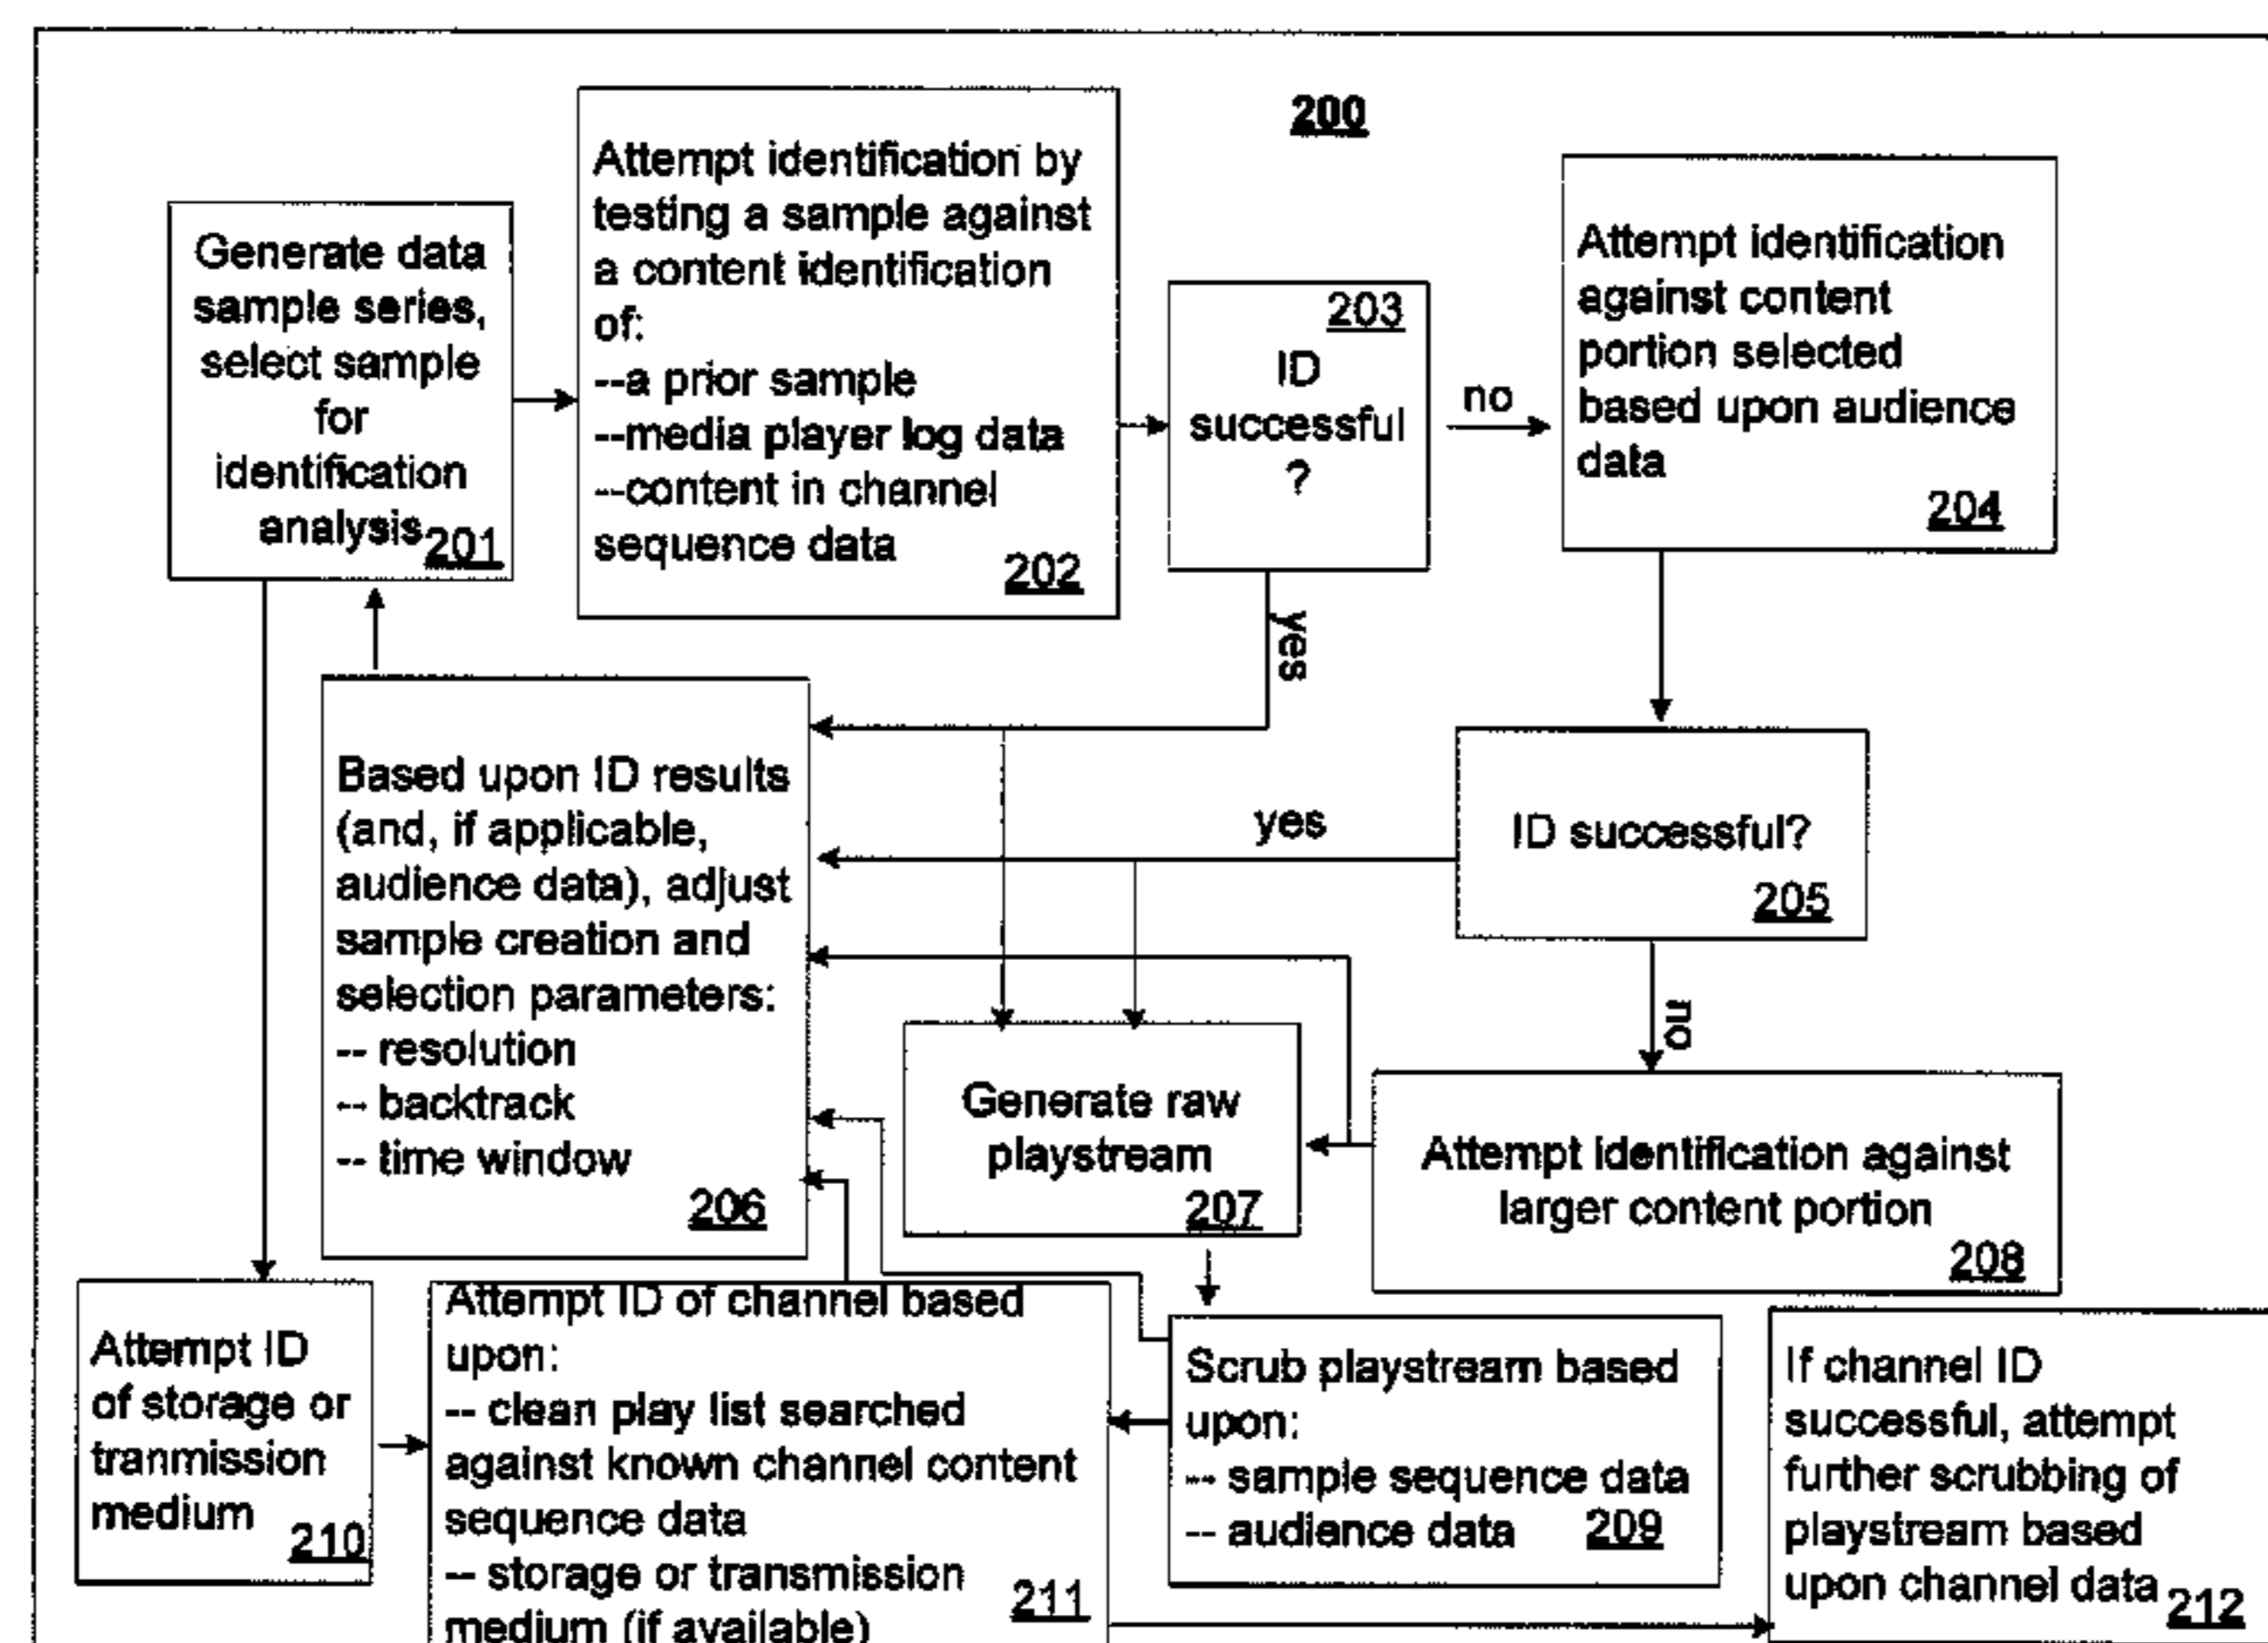 200
Generate data
sample series,
select sample
for
identification
analysis 201
Attempt identification by
testing a sample against
a content identification
of:
--a prior sample
--media player log data
--content in channel
sequence data
202
203
ID
successful
?
no
yes
Attempt identification
against content
portion selected
based upon audience
data
204
ID successful?
205
yes
no
Based upon ID results
(and, if applicable,
audience data), adjust
sample creation and
selection parameters:
-- resolution
-- backtrack
-- time window
206
Generate raw
playstream
207
Attempt identification against
larger content portion
208
Attempt ID
of storage or
tranmission
medium
210
Attempt ID of channel based
upon:
-- clean play list searched
against known channel content
sequence data
-- storage or transmission
medium (if available)
211
Scrub playstream based
upon:
-- sample sequence data
-- audience data 209
If channel ID
successful, attempt
further scrubbing of
playstream based
upon channel data
212